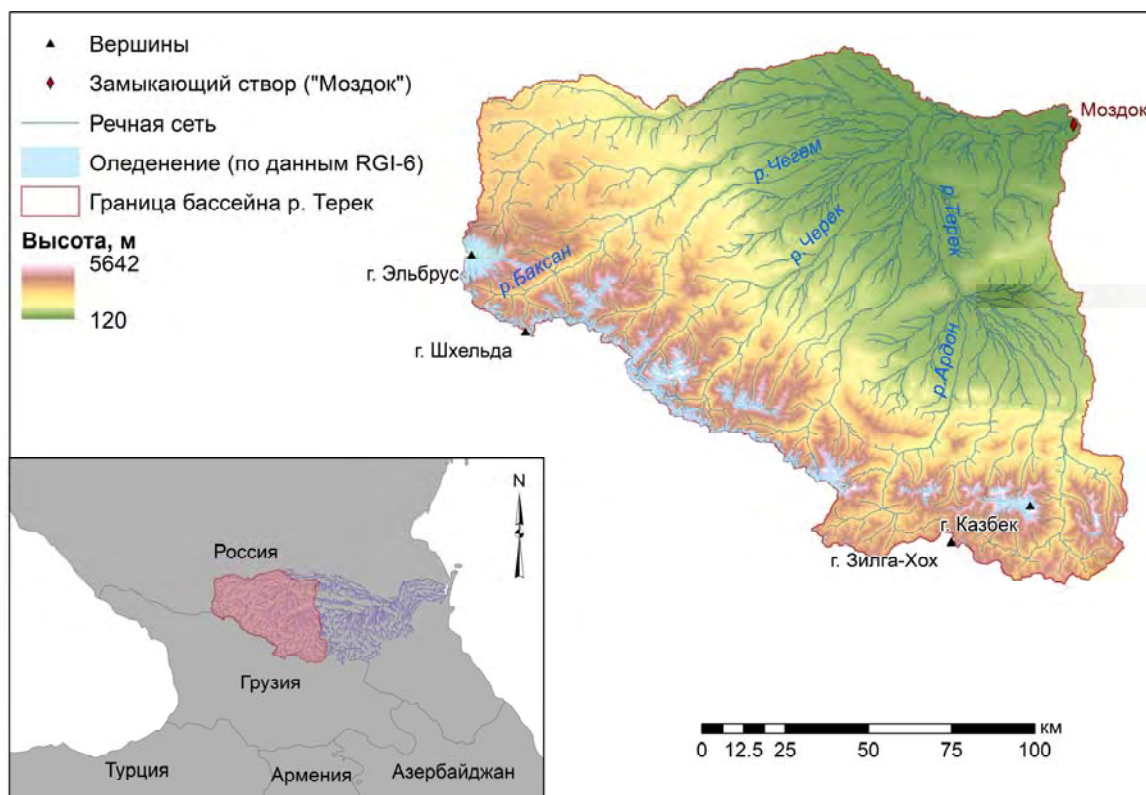 Вершины
Замыкающий створ ("Моздок")
Речная сеть
Оледенение (по данным RGI-6)
Граница бассейна р. Терек
Высота, м
5642
120
Моздок
р.Чегем
р.Терек
р.Черек
р.Баксан
г. Эльбрус
г. Шхельда
р.Ардон
г. Казбек
г. Зилга-Хох
N
Россия
Грузия
Турция
Армения
Азербайджан
км
0 12.5 25 50 75 100